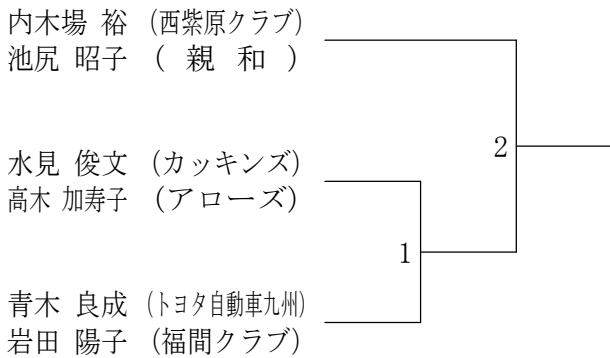 内木場 裕 (西紫原クラブ)
池尻 昭子 ( 親 和 )
2
水見 俊文 (カッキンズ)
高木 加寿子 (アローズ)
1
青木 良成 (トヨタ自動車九州)
岩田 陽子 (福間クラブ)